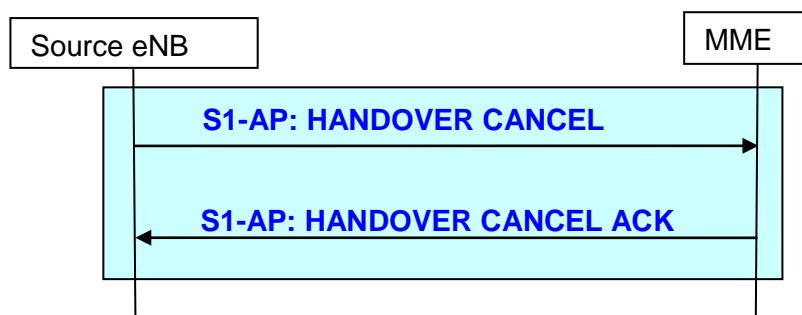 Source eNB
MME
S1-AP: HANDOVER CANCEL
S1-AP: HANDOVER CANCEL ACK